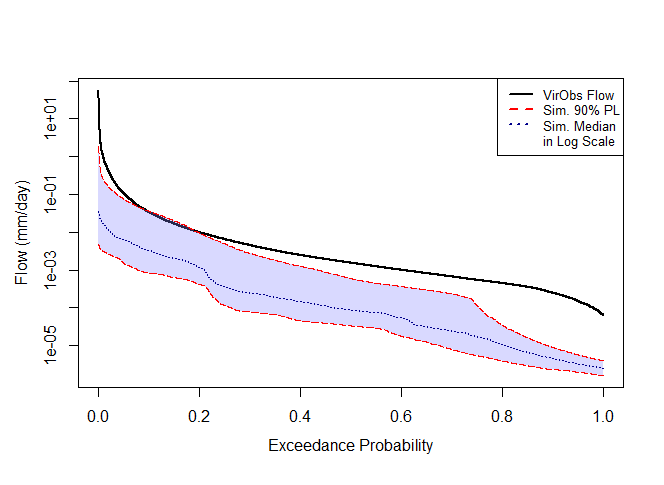 VirObs Flow
Sim. 90% PL
Sim. Median
in Log Scale
1e+01
1e-01
1e-03
1e-05
Flow (mm/day)
0.0 0.2 0.4 0.6 0.8 1.0
Exceedance Probability